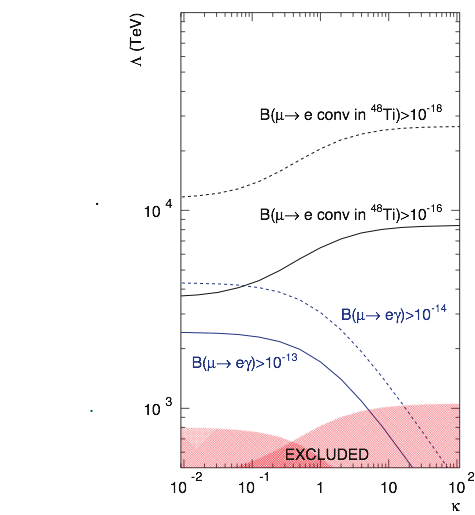 Λ (TeV)
B(μ→ e conv in ⁴⁸Ti)>10⁻¹⁸
10⁴
B(μ→ e conv in ⁴⁸Ti)>10⁻¹⁶
B(μ→ eγ)>10⁻¹⁴
B(μ→ eγ)>10⁻¹³
10³
EXCLUDED
10⁻² 10⁻¹ 1 10 10²
κ